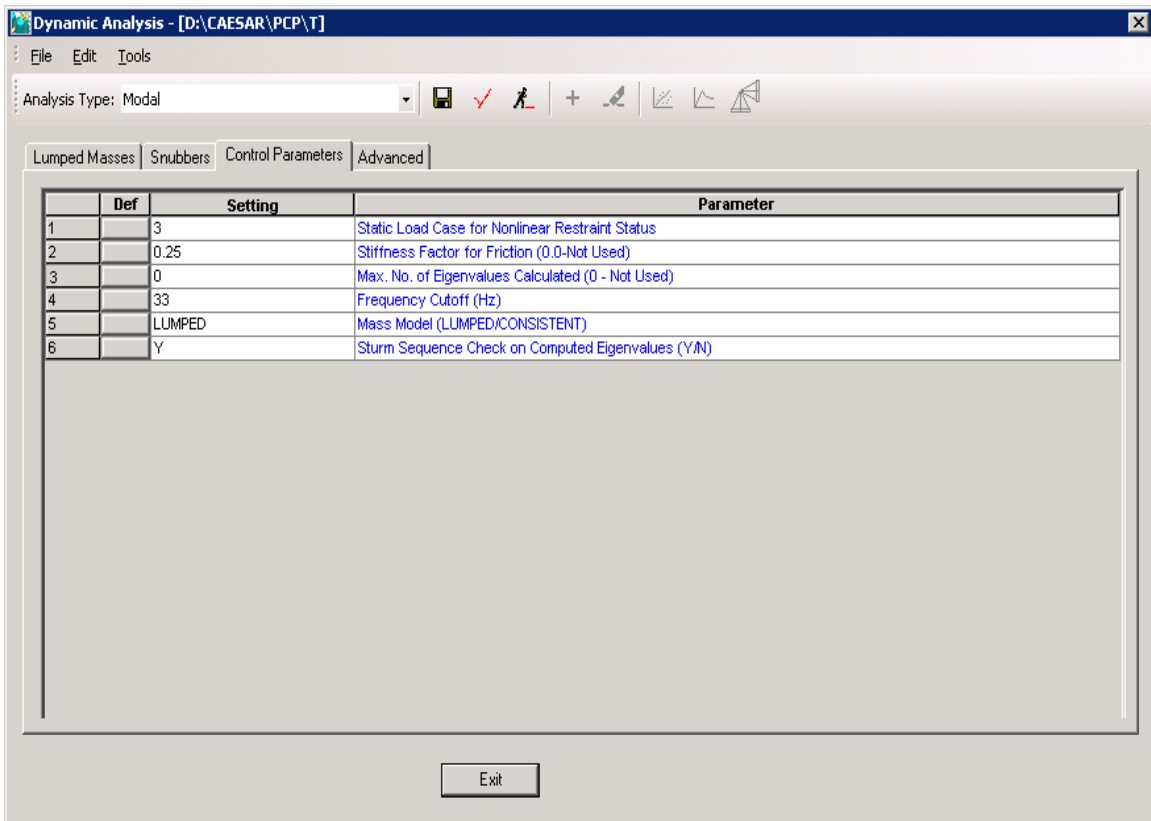 Dynamic Analysis - [D:\CAESAR\PCP\T]
File Edit Tools
Analysis Type: Modal
Lumped Masses Snubbers Control Parameters Advanced
Def Setting Parameter
1 3 Static Load Case for Nonlinear Restraint Status
2 0.25 Stiffness Factor for Friction (0.0-Not Used)
3 0 Max. No. of Eigenvalues Calculated (0 - Not Used)
4 33 Frequency Cutoff (Hz)
5 LUMPED Mass Model (LUMPED/CONSISTENT)
6 Y Sturm Sequence Check on Computed Eigenvalues (Y/N)
Exit